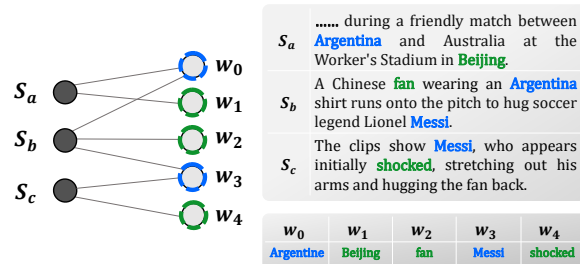 S_a
S_b
S_c
w_0
w_1
w_2
w_3
w_4
S_a
...... during a friendly match between
Argentina and Australia at the
Worker's Stadium in Beijing.
S_b
A Chinese fan wearing an Argentina
shirt runs onto the pitch to hug soccer
legend Lionel Messi.
S_c
The clips show Messi, who appears
initially shocked, stretching out his
arms and hugging the fan back.
w_0 w_1 w_2 w_3 w_4
Argentine Beijing fan Messi shocked